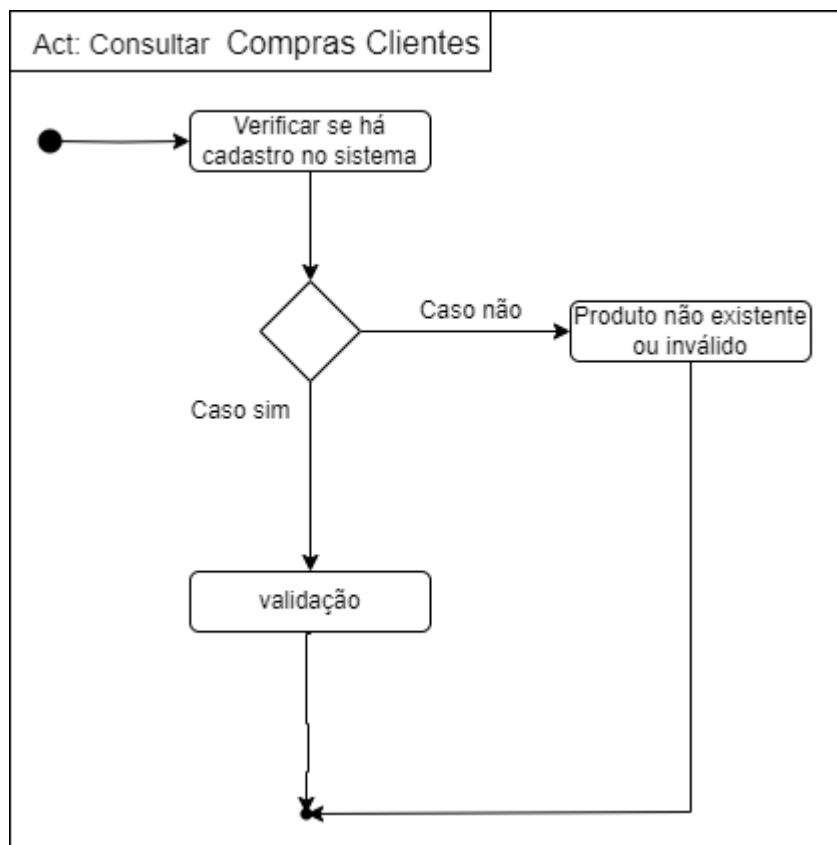 Act: Consultar Compras Clientes
Verificar se há
cadastro no sistema
Caso não
Produto não existente
ou inválido
Caso sim
validação